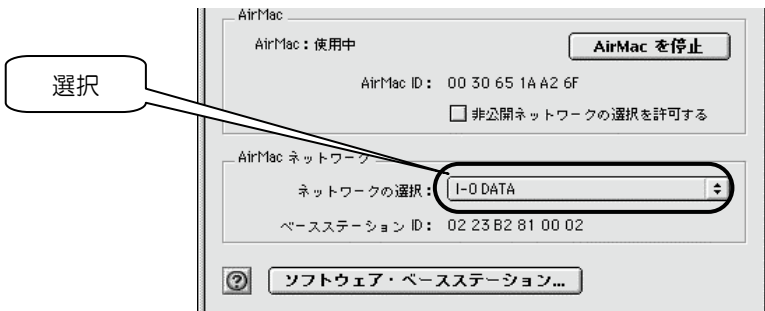 AirMac
AirMac：使用中
AirMac を停止
AirMac ID： 00 30 65 1A A2 6F
非公開ネットワークの選択を許可する
選択
AirMac ネットワーク
ネットワークの選択： I-O DATA
ベースステーション ID： 02 23 B2 81 00 02
? ソフトウェア・ベースステーション...